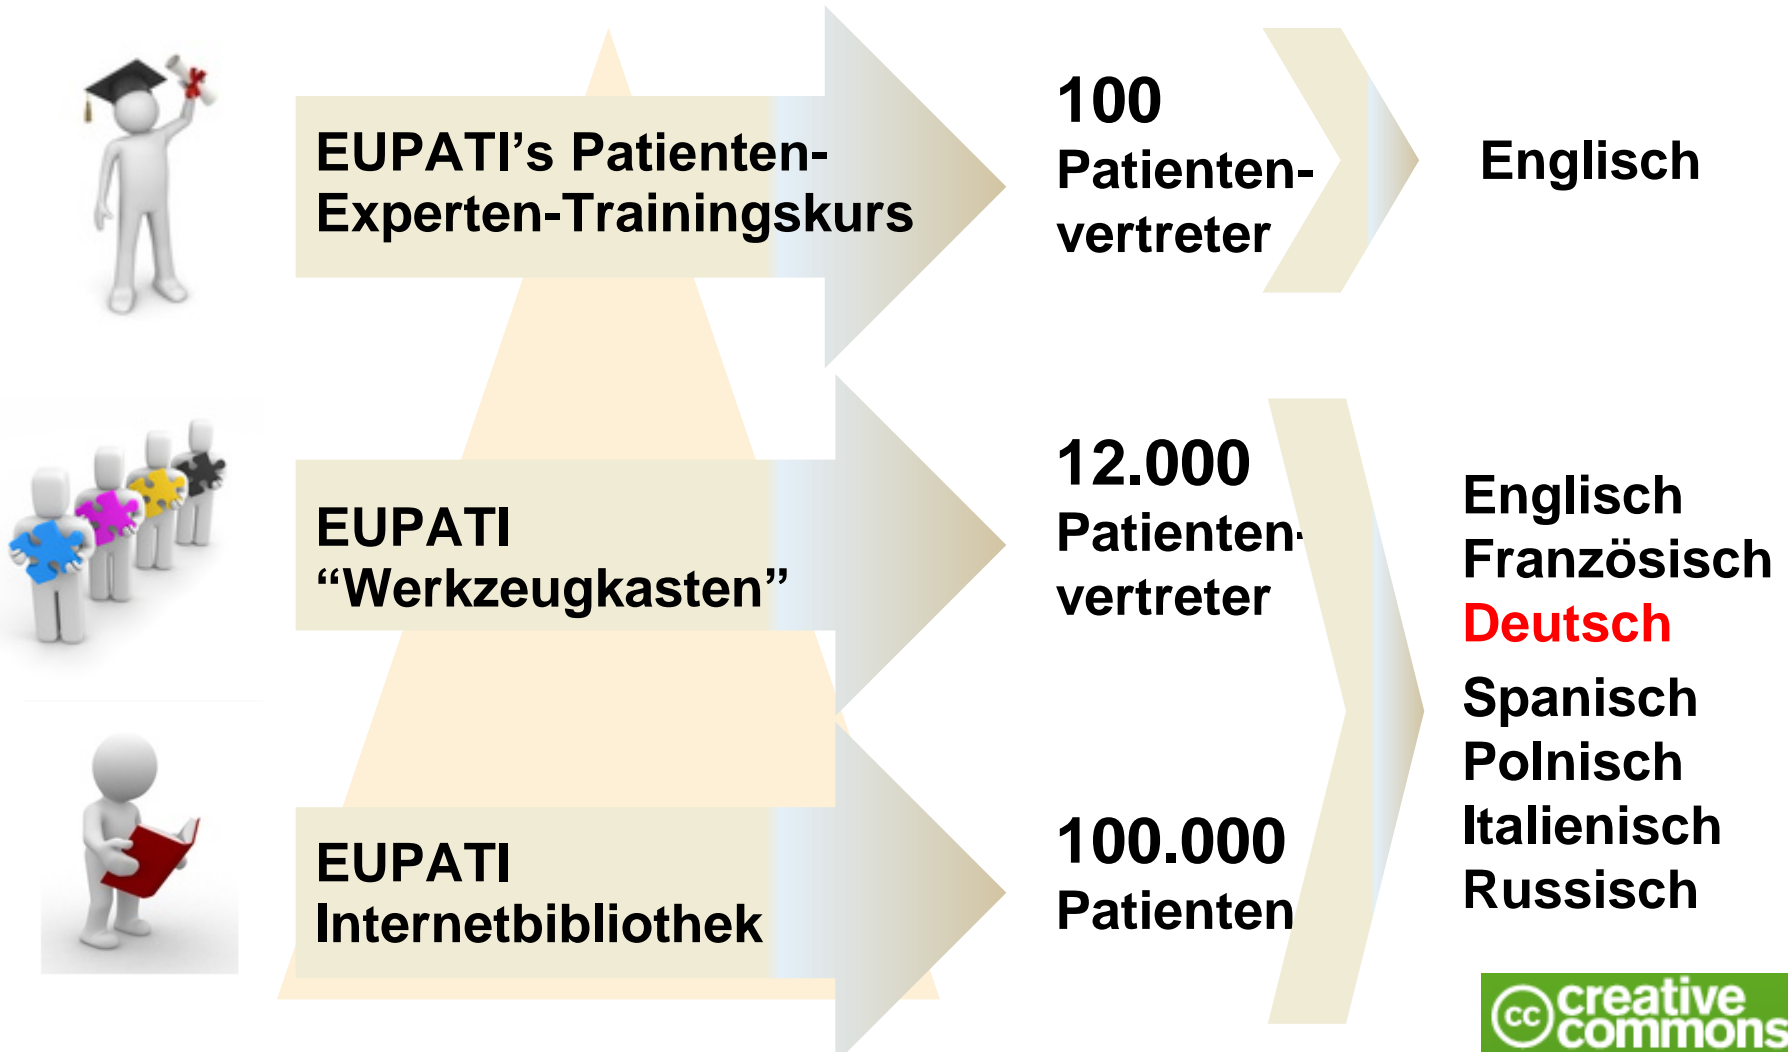 EUPATI’s Patienten-
Experten-Trainingskurs
100
Patienten-
vertreter
Englisch
EUPATI
“Werkzeugkasten”
12.000
Patienten-
vertreter
EUPATI
Internetbibliothek
100.000
Patienten
Englisch
Französisch
Deutsch
Spanisch
Polnisch
Italienisch
Russisch
cc creative
commons